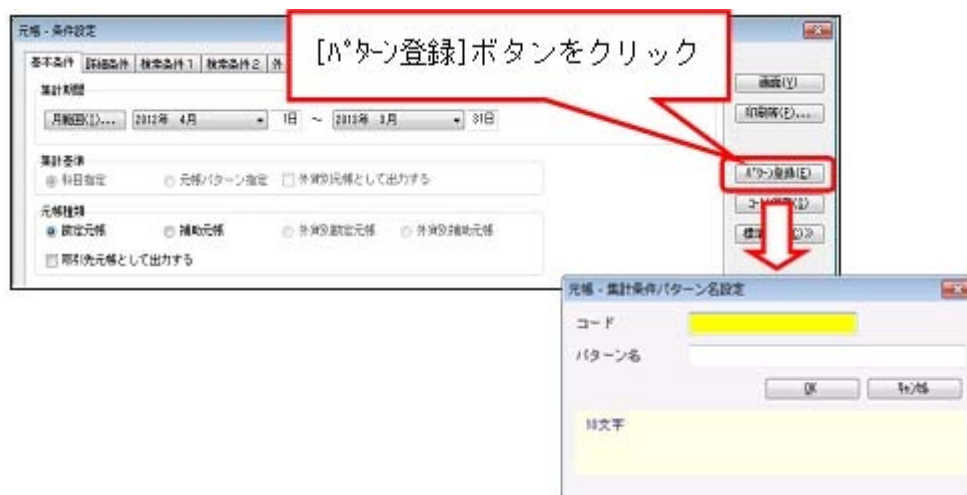 元帳 - 条件設定
[ﾊﾟﾀｰﾝ登録]ボタンをクリック
基本条件 詳細条件 検索条件1 検索条件2 外
画面(V)
集計期間
印刷等(P)...
月範囲(I)... 2012年 4月 1日 ～ 2013年 3月 31日
集計基準
科目指定 元帳パターン指定 外貨別元帳として出力する
ﾊﾟﾀｰﾝ登録(E)
元帳種類
勘定元帳 補助元帳 外貨別勘定元帳 外貨別補助元帳
取引先元帳として出力する
元帳 - 集計条件パターン名設定
コード
パターン名
OK ｷｬﾝｾﾙ
10文字